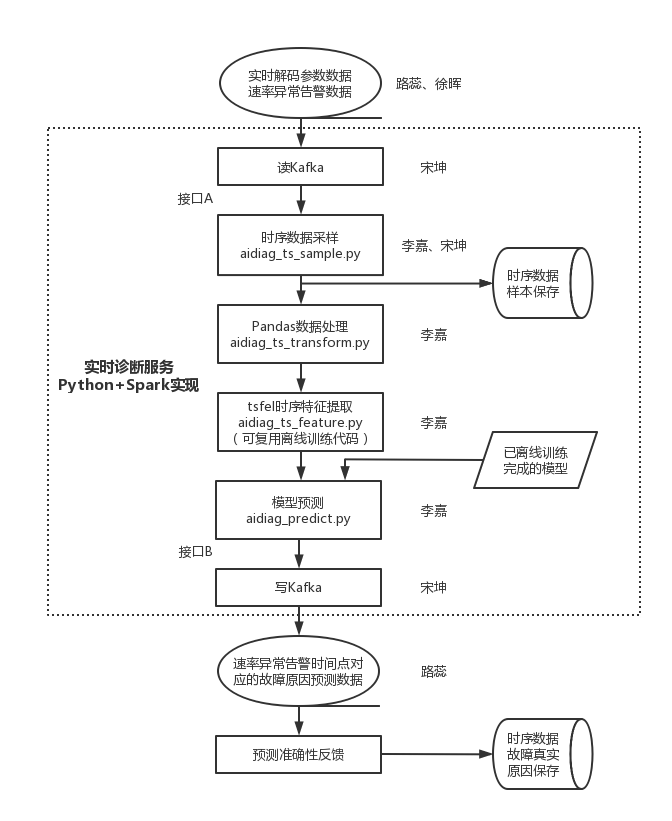 实时解码参数数据
速率异常告警数据
路蕊、徐晖
读Kafka
宋坤
接口A
时序数据采样
aidiag_ts_sample.py
李嘉、宋坤
时序数据
样本保存
Pandas数据处理
aidiag_ts_transform.py
李嘉
实时诊断服务
Python+Spark实现
tsfel时序特征提取
aidiag_ts_feature.py
（可复用离线训练代码）
李嘉
已离线训练
完成的模型
模型预测
aidiag_predict.py
李嘉
接口B
写Kafka
宋坤
速率异常告警时间点对
应的故障原因预测数据
路蕊
预测准确性反馈
时序数据
故障真实
原因保存